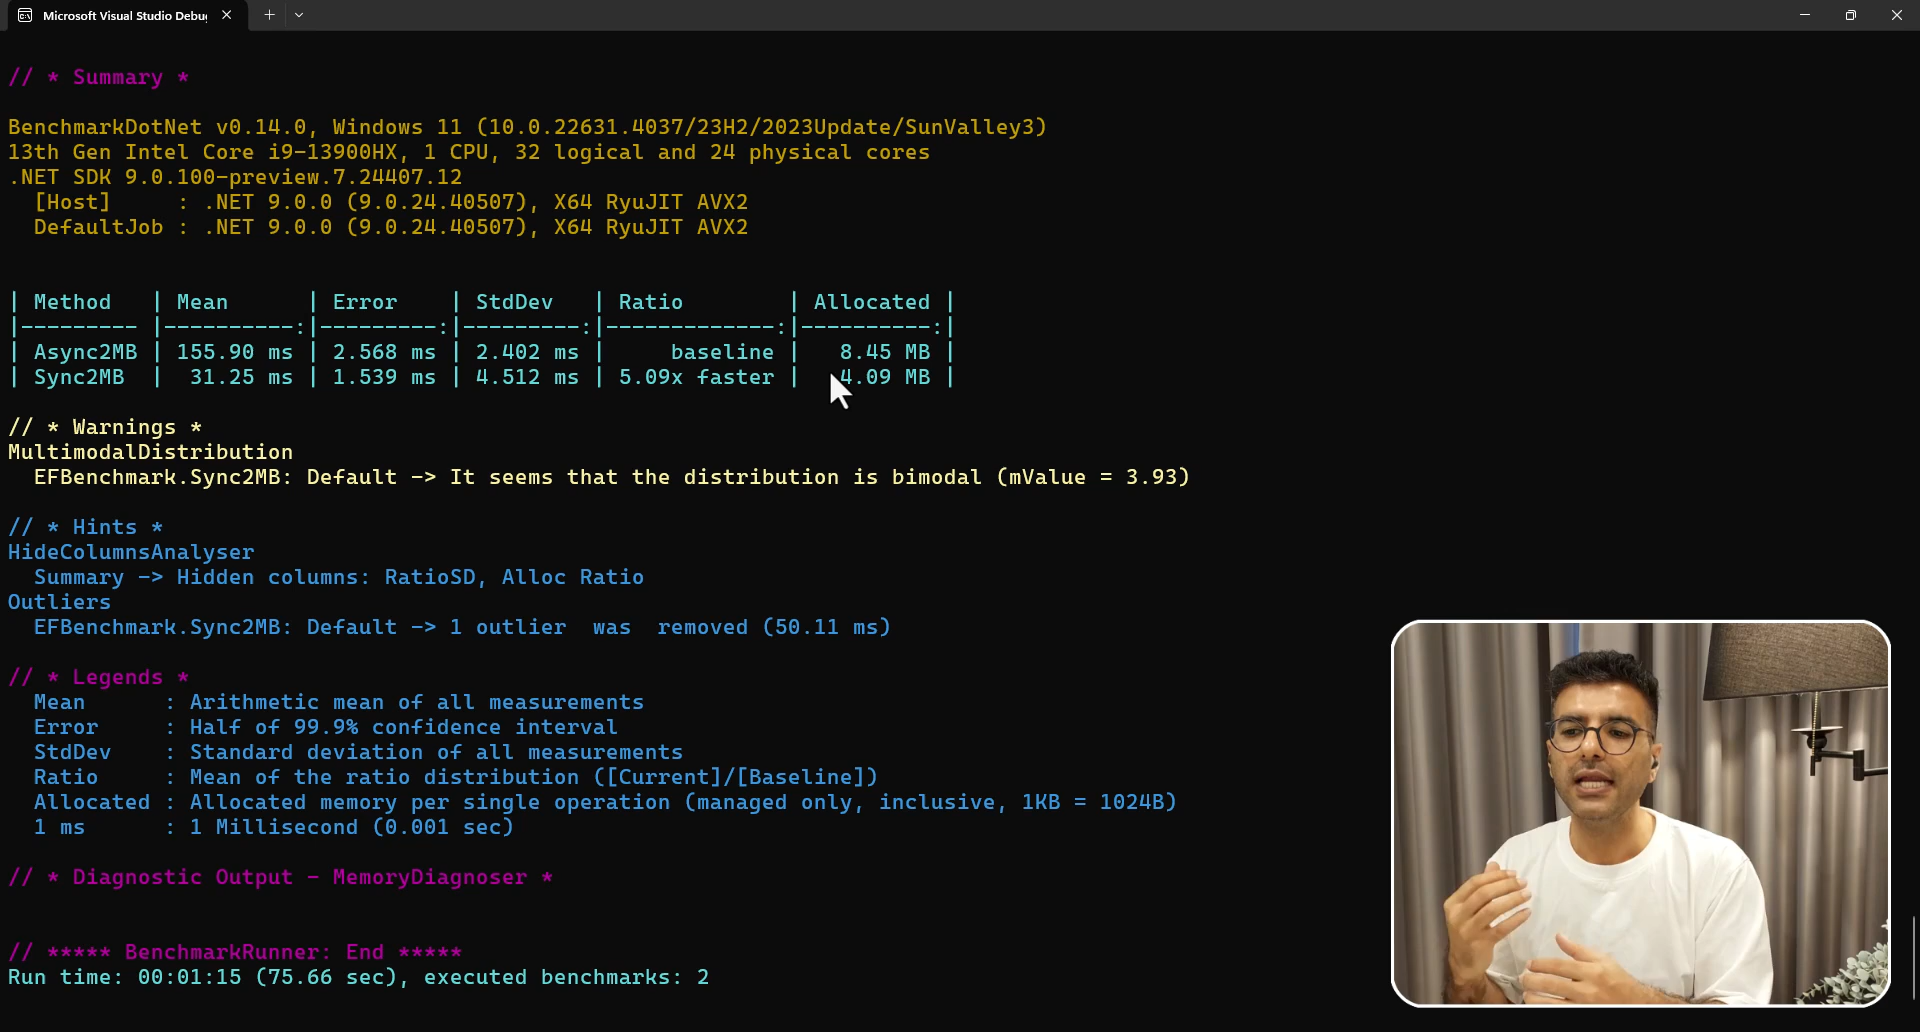 Microsoft Visual Studio Debu
// * Summary *
BenchmarkDotNet v0.14.0, Windows 11 (10.0.22631.4037/23H2/2023Update/SunValley3)
13th Gen Intel Core i9-13900HX, 1 CPU, 32 logical and 24 physical cores
.NET SDK 9.0.100-preview.7.24407.12
[Host]     : .NET 9.0.0 (9.0.24.40507), X64 RyuJIT AVX2
DefaultJob : .NET 9.0.0 (9.0.24.40507), X64 RyuJIT AVX2
| Method   | Mean      | Error    | StdDev   | Ratio        | Allocated |
|--------- |----------:|---------:|---------:|-------------:|----------:|
| Async2MB | 155.90 ms | 2.568 ms | 2.402 ms |     baseline |   8.45 MB |
| Sync2MB  |  31.25 ms | 1.539 ms | 4.512 ms | 5.09x faster |   4.09 MB |
// * Warnings *
MultimodalDistribution
EFBenchmark.Sync2MB: Default -> It seems that the distribution is bimodal (mValue = 3.93)
// * Hints *
HideColumnsAnalyser
Summary -> Hidden columns: RatioSD, Alloc Ratio
Outliers
EFBenchmark.Sync2MB: Default -> 1 outlier  was  removed (50.11 ms)
// * Legends *
Mean      : Arithmetic mean of all measurements
Error     : Half of 99.9% confidence interval
StdDev    : Standard deviation of all measurements
Ratio     : Mean of the ratio distribution ([Current]/[Baseline])
Allocated : Allocated memory per single operation (managed only, inclusive, 1KB = 1024B)
1 ms      : 1 Millisecond (0.001 sec)
// * Diagnostic Output - MemoryDiagnoser *
// ***** BenchmarkRunner: End *****
Run time: 00:01:15 (75.66 sec), executed benchmarks: 2